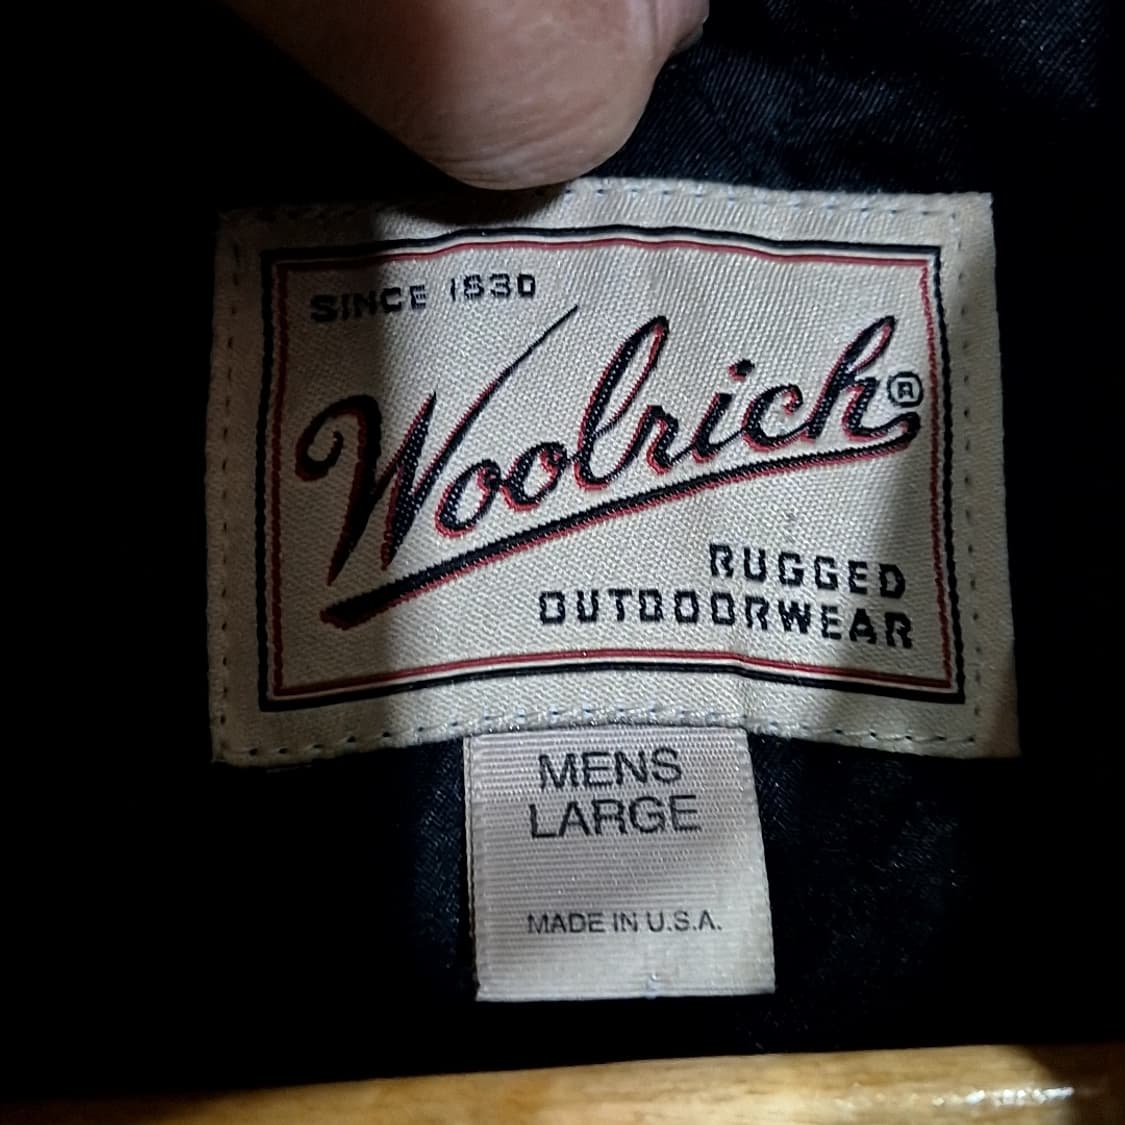 SINCE 1830
Woolrich®
RUGGED
OUTDOORWEAR
MENS
LARGE
MADE IN U.S.A.